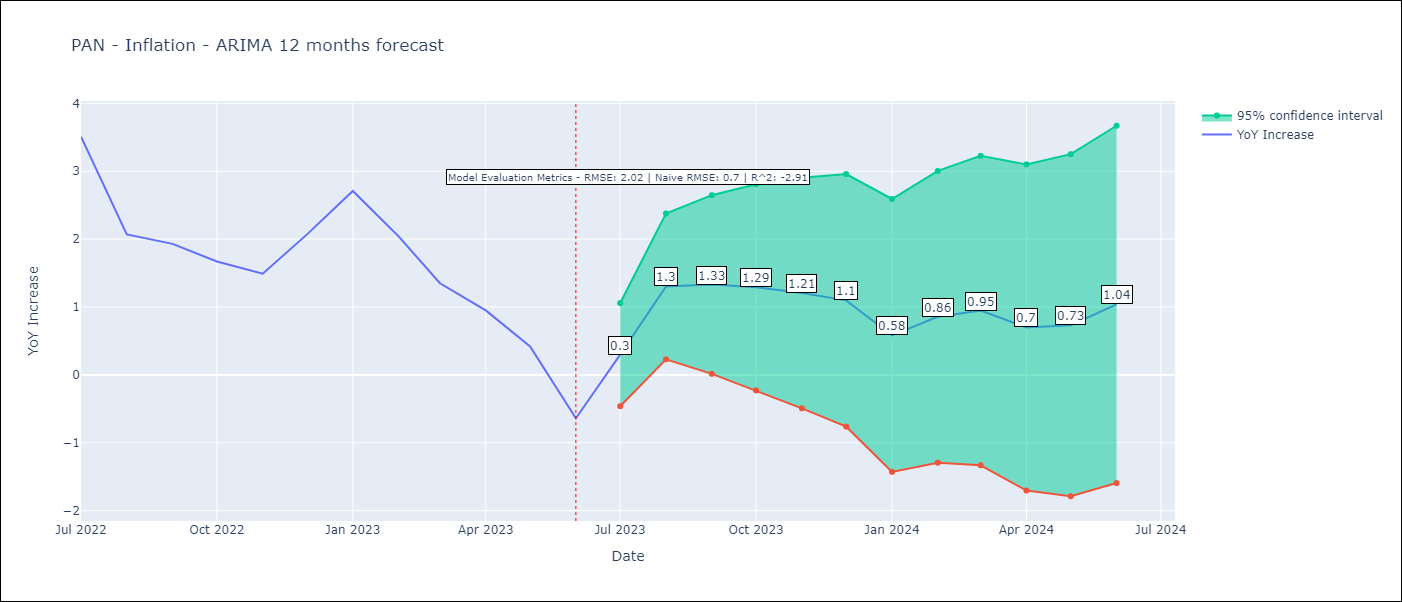 PAN - Inflation - ARIMA 12 months forecast
95% confidence interval
YoY Increase
Model Evaluation Metrics - RMSE: 2.02 | Naive RMSE: 0.7 | R^2: -2.91
YoY Increase
4
3
2
1
0
−1
−2
0.3
1.3
1.33
1.29
1.21
1.1
0.58
0.86
0.95
0.7
0.73
1.04
Jul 2022
Oct 2022
Jan 2023
Apr 2023
Jul 2023
Oct 2023
Jan 2024
Apr 2024
Jul 2024
Date